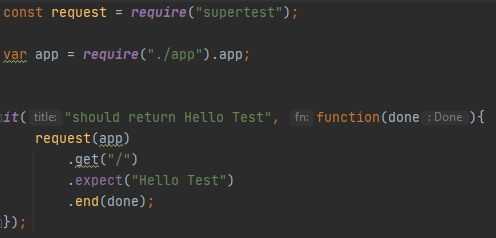 const request = require("supertest");
var app = require("./app").app;
it( title: "should return Hello Test", fn: function(done : Done ){
request(app)
.get("/")
.expect("Hello Test")
.end(done);
});